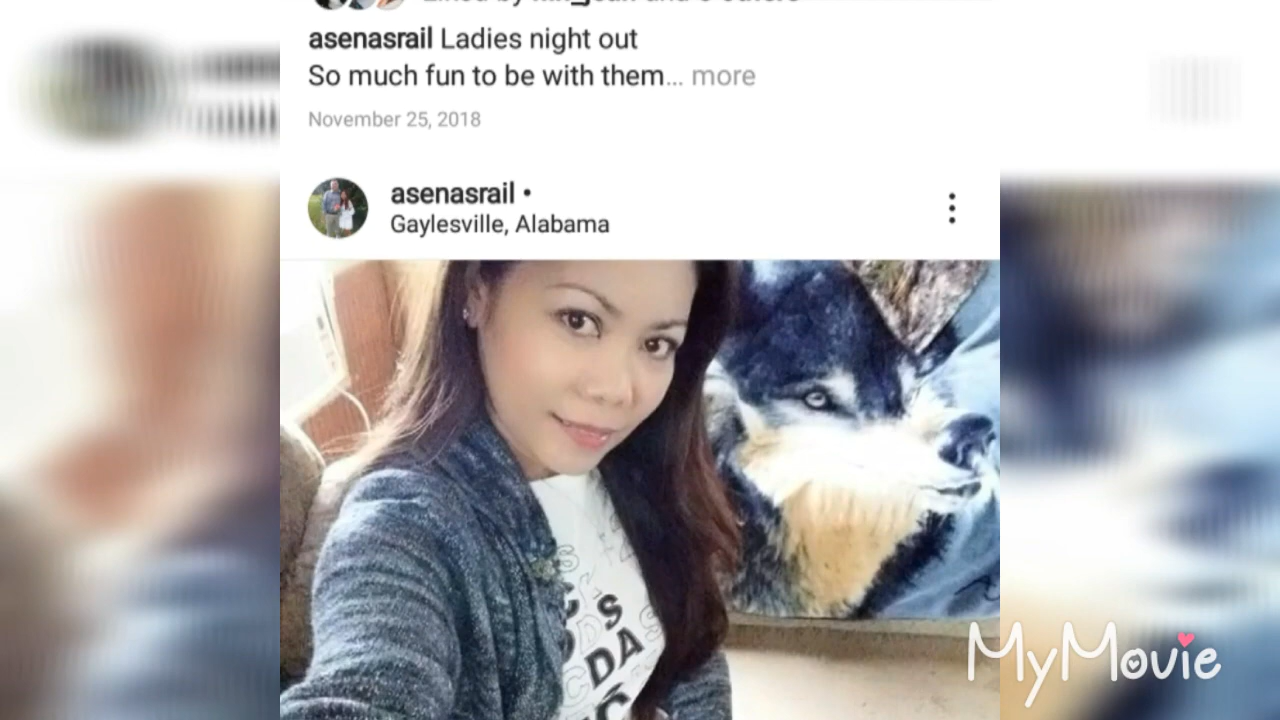 asenasrail Ladies night out
So much fun to be with them... more
November 25, 2018
asenasrail •
Gaylesville, Alabama
S
DA
MyMovie